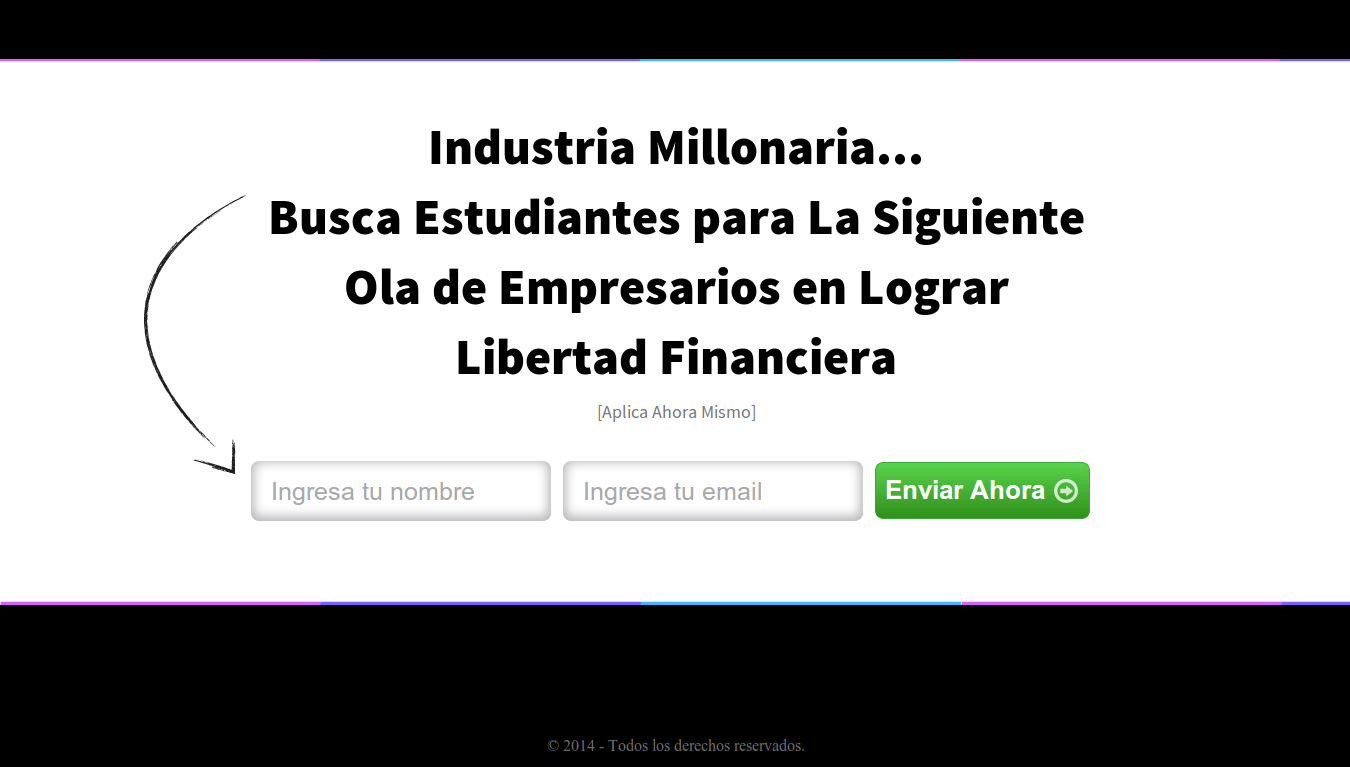 Industria Millonaria...
Busca Estudiantes para La Siguiente
Ola de Empresarios en Lograr
Libertad Financiera
[Aplica Ahora Mismo]
Ingresa tu nombre
Ingresa tu email
Enviar Ahora
© 2014 - Todos los derechos reservados.